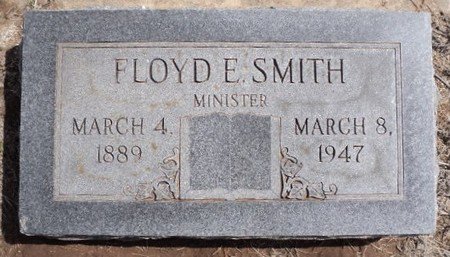 FLOYD E. SMITH
MINISTER
MARCH 4, 1889
MARCH 8, 1947